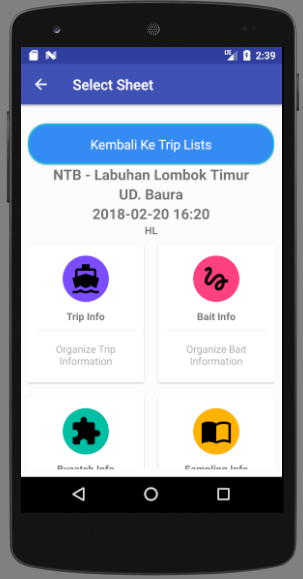 LTE 2:39
Select Sheet
Kembali Ke Trip Lists
NTB - Labuhan Lombok Timur
UD. Baura
2018-02-20 16:20
HL
Trip Info
Bait Info
Organize Trip
Information
Organize Bait
Information
Bycatch Info
Sampling Info